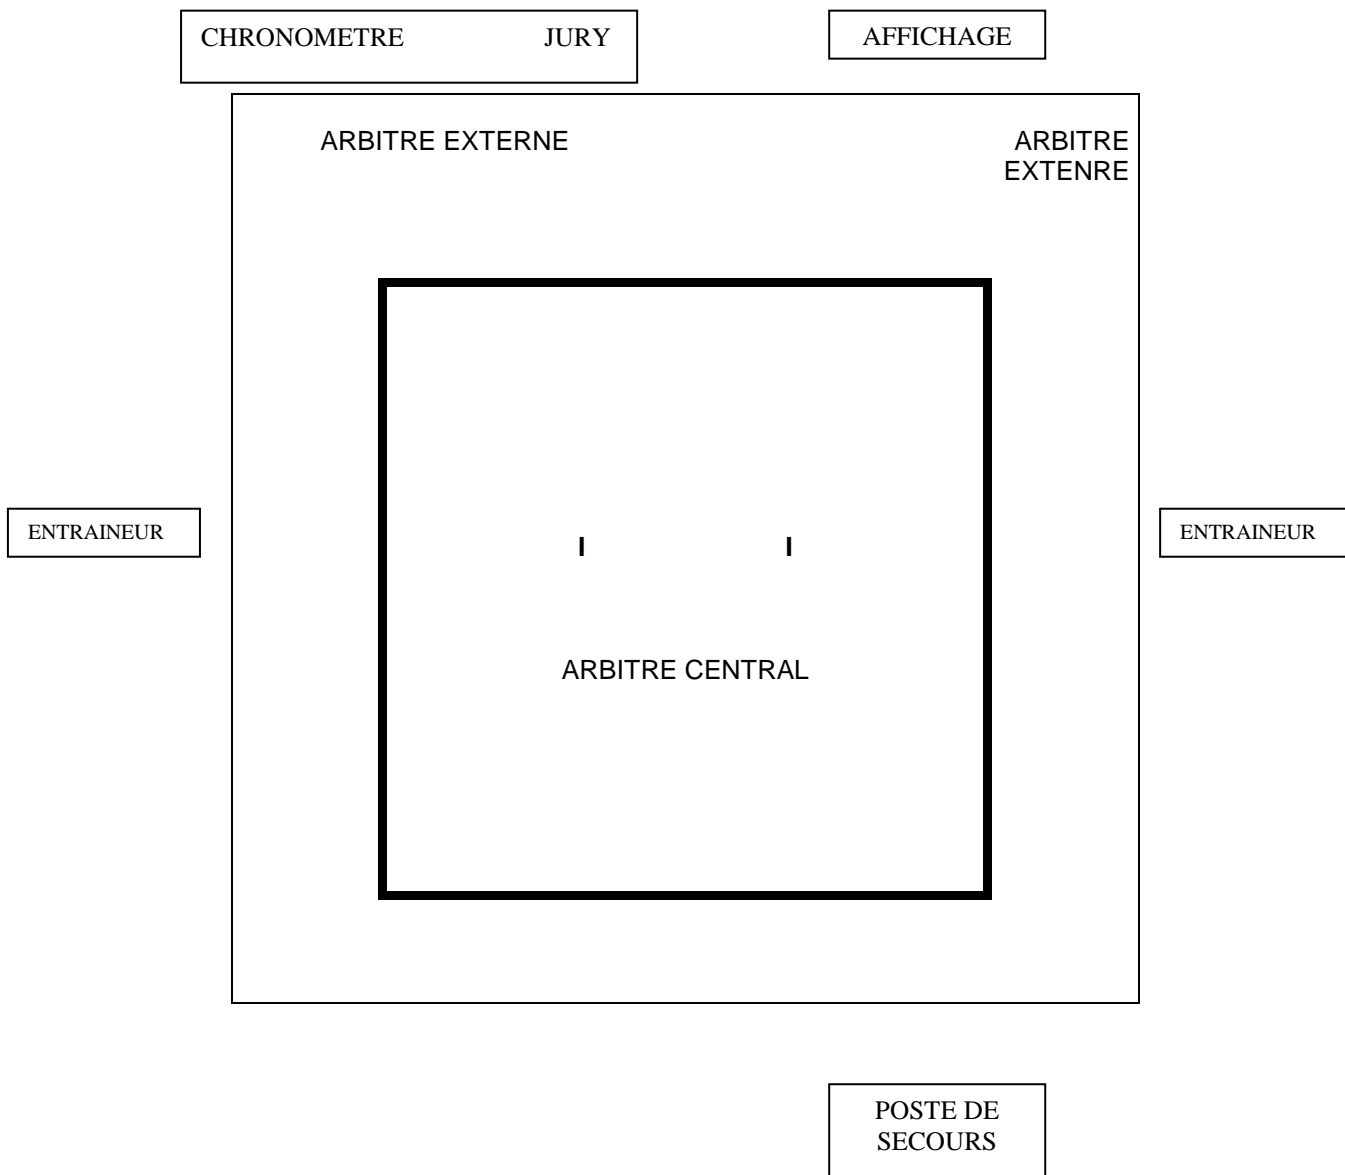 CHRONOMETRE JURY
AFFICHAGE
ARBITRE EXTERNE
ARBITRE
EXTENRE
ENTRAINEUR
ENTRAINEUR
I I
ARBITRE CENTRAL
POSTE DE
SECOURS